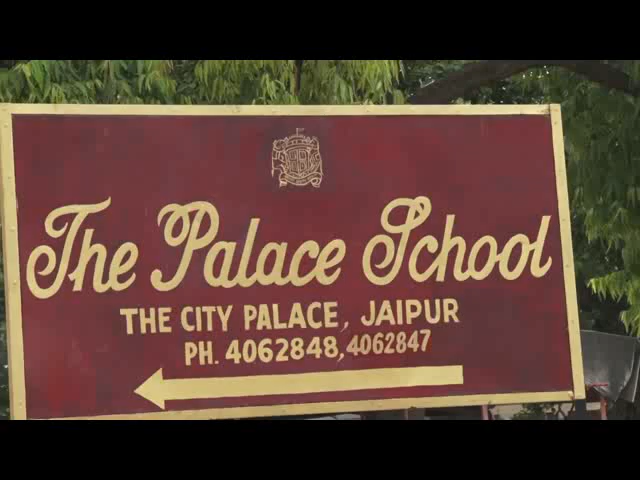 The Palace School
THE CITY PALACE, JAIPUR
PH. 4062848, 4062847